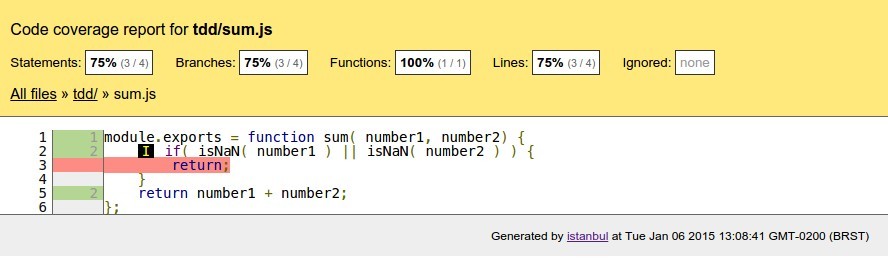 Code coverage report for tdd/sum.js
Statements: 75% (3 / 4) Branches: 75% (3 / 4) Functions: 100% (1 / 1) Lines: 75% (3 / 4) Ignored: none
All files » tdd/ » sum.js
1 1 module.exports = function sum( number1, number2) {
2 2 I if( isNaN( number1 ) || isNaN( number2 ) ) {
3 return;
4 }
5 2 return number1 + number2;
6 };
Generated by istanbul at Tue Jan 06 2015 13:08:41 GMT-0200 (BRST)